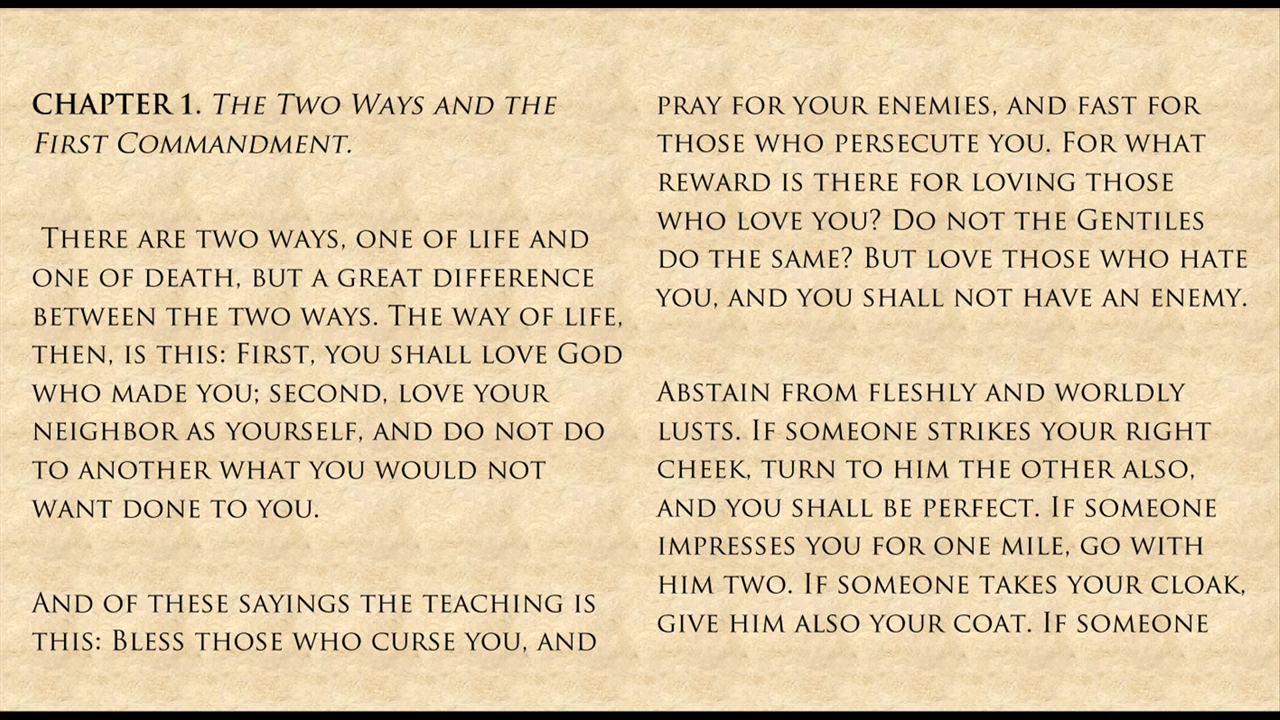 CHAPTER 1. The Two Ways and the
First Commandment.
There are two ways, one of life and
one of death, but a great difference
between the two ways. The way of life,
then, is this: First, you shall love God
who made you; second, love your
neighbor as yourself, and do not do
to another what you would not
want done to you.
And of these sayings the teaching is
this: Bless those who curse you, and
pray for your enemies, and fast for
those who persecute you. For what
reward is there for loving those
who love you? Do not the Gentiles
do the same? But love those who hate
you, and you shall not have an enemy.
Abstain from fleshly and worldly
lusts. If someone strikes your right
cheek, turn to him the other also,
and you shall be perfect. If someone
impresses you for one mile, go with
him two. If someone takes your cloak,
give him also your coat. If someone